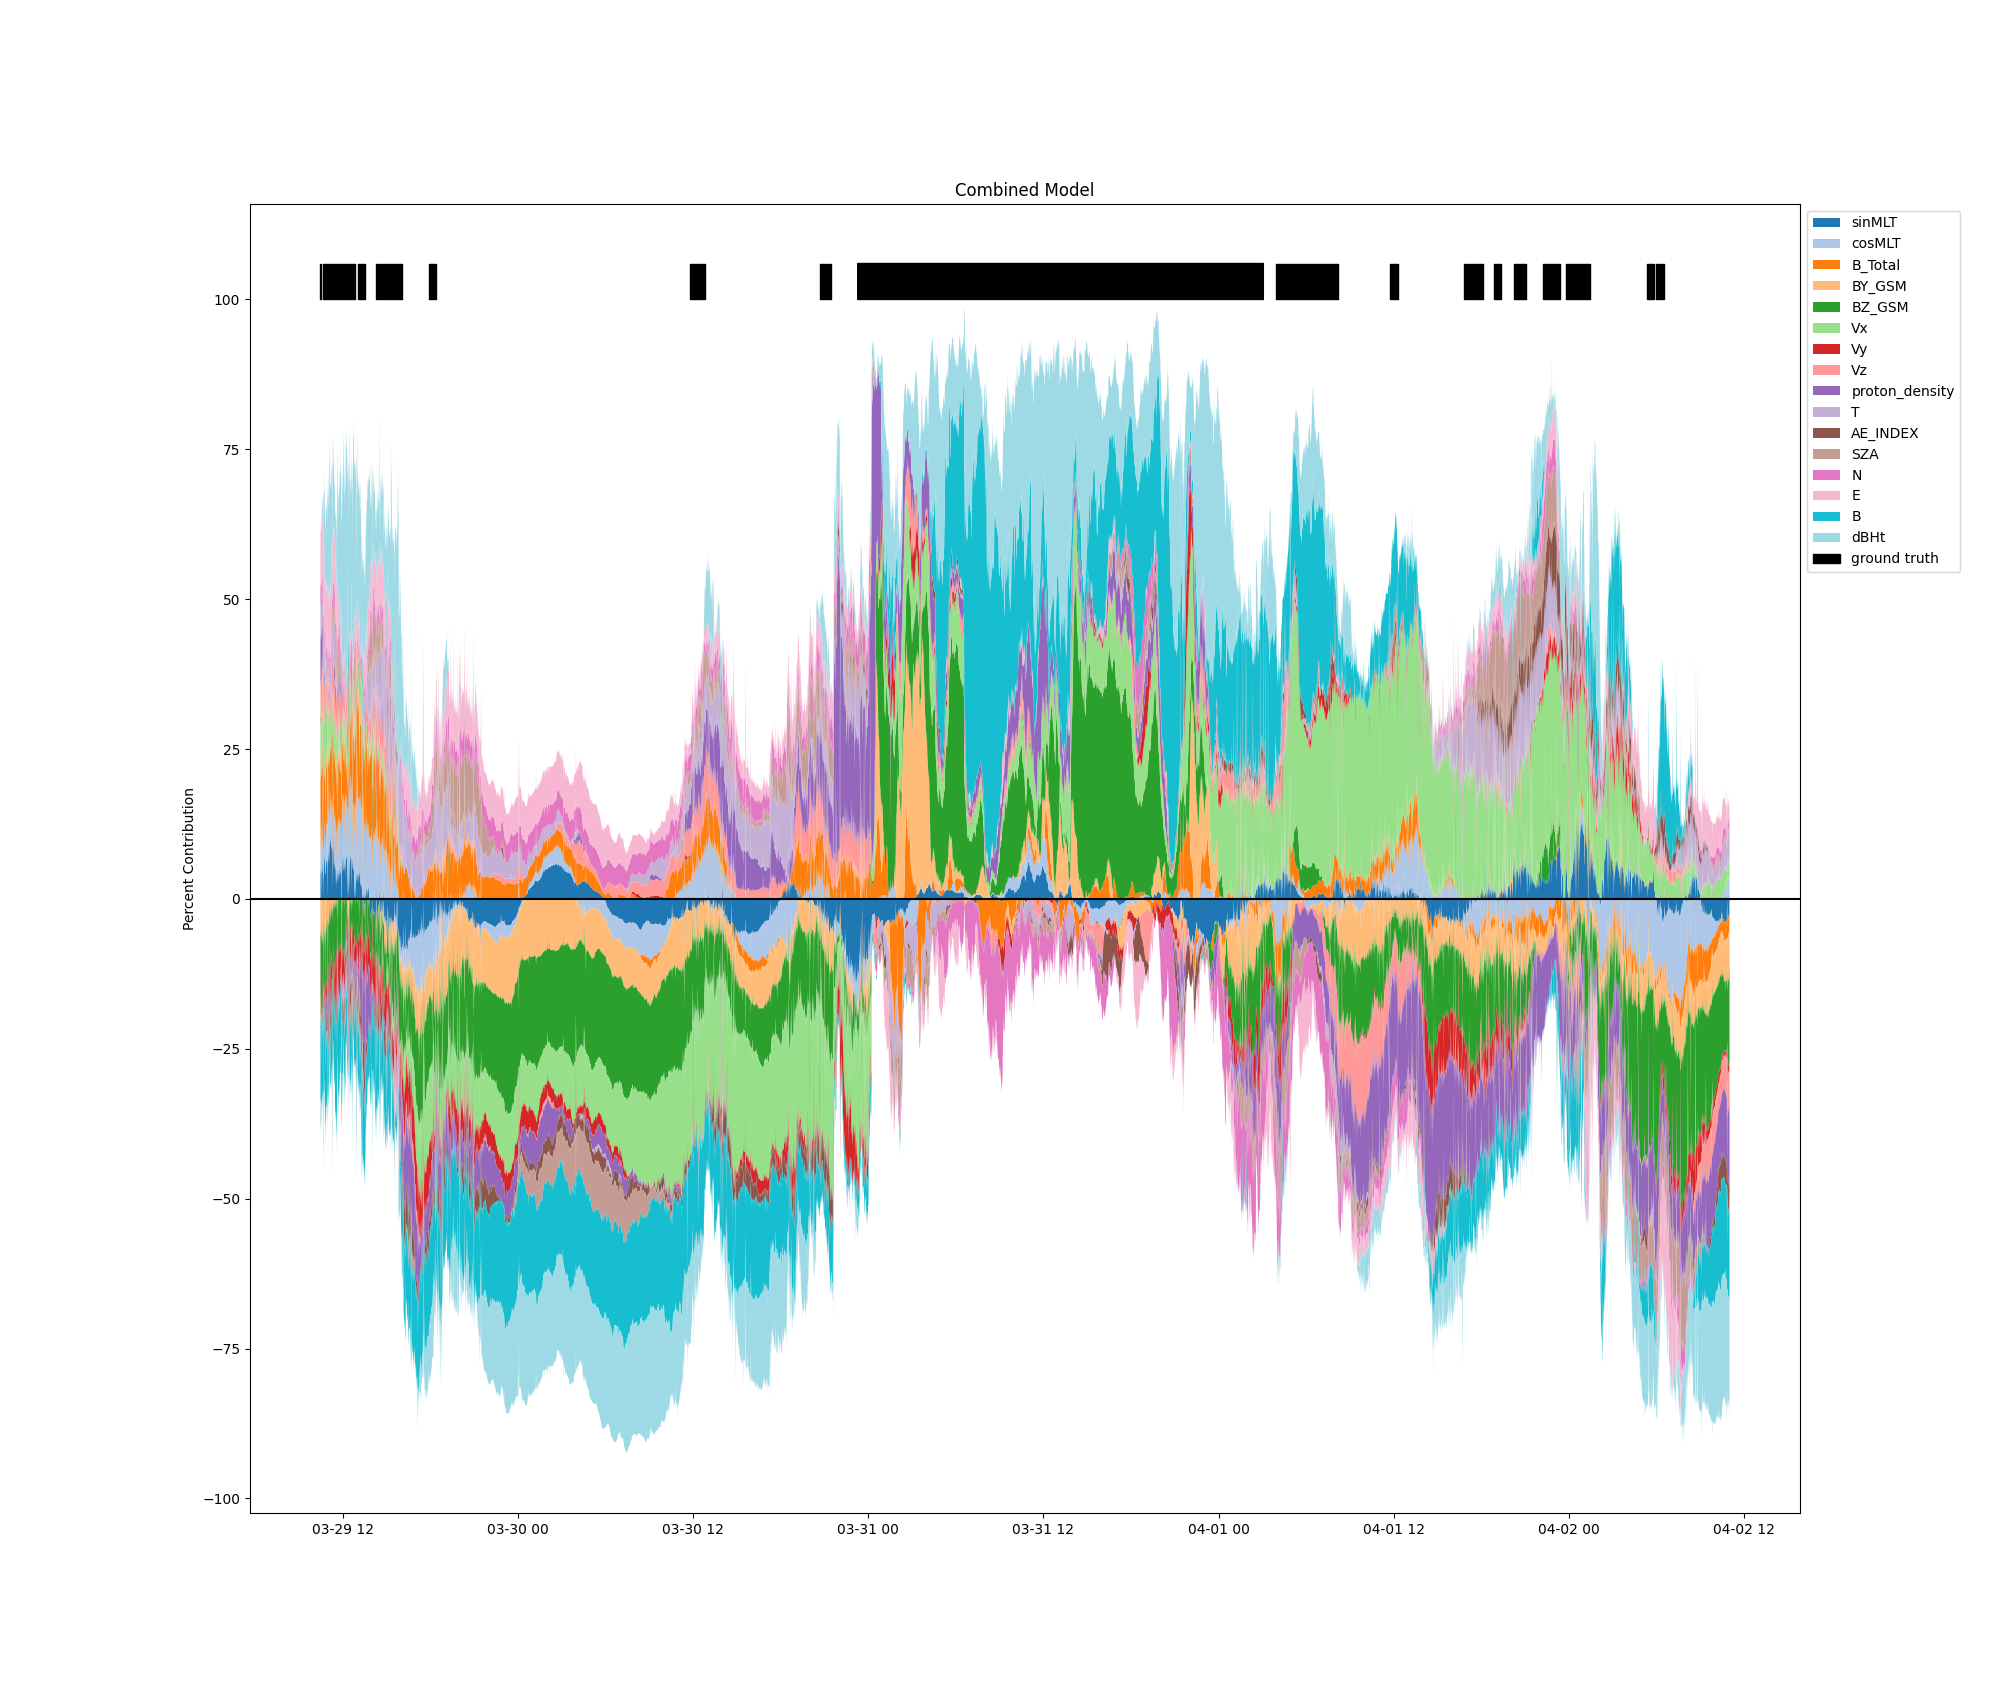 Combined Model
sinMLT
cosMLT
B_Total
BY_GSM
BZ_GSM
Vx
Vy
Vz
proton_density
T
AE_INDEX
SZA
N
E
B
dBHt
ground truth
Percent Contribution
100
75
50
25
0
−25
−50
−75
−100
03-29 12
03-30 00
03-30 12
03-31 00
03-31 12
04-01 00
04-01 12
04-02 00
04-02 12